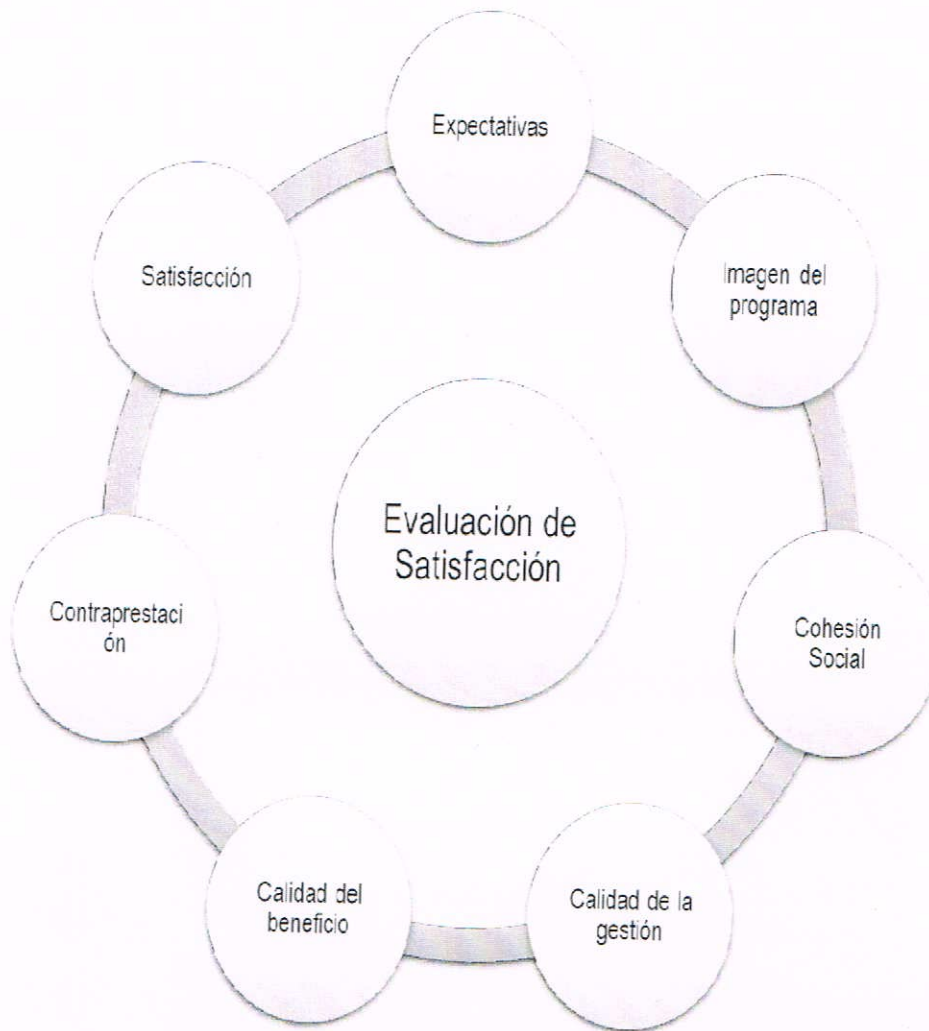 Expectativas
Imagen del
programa
Cohesión
Social
Calidad de la
gestión
Calidad del
beneficio
Contraprestaci
ón
Satisfacción
Evaluación de
Satisfacción